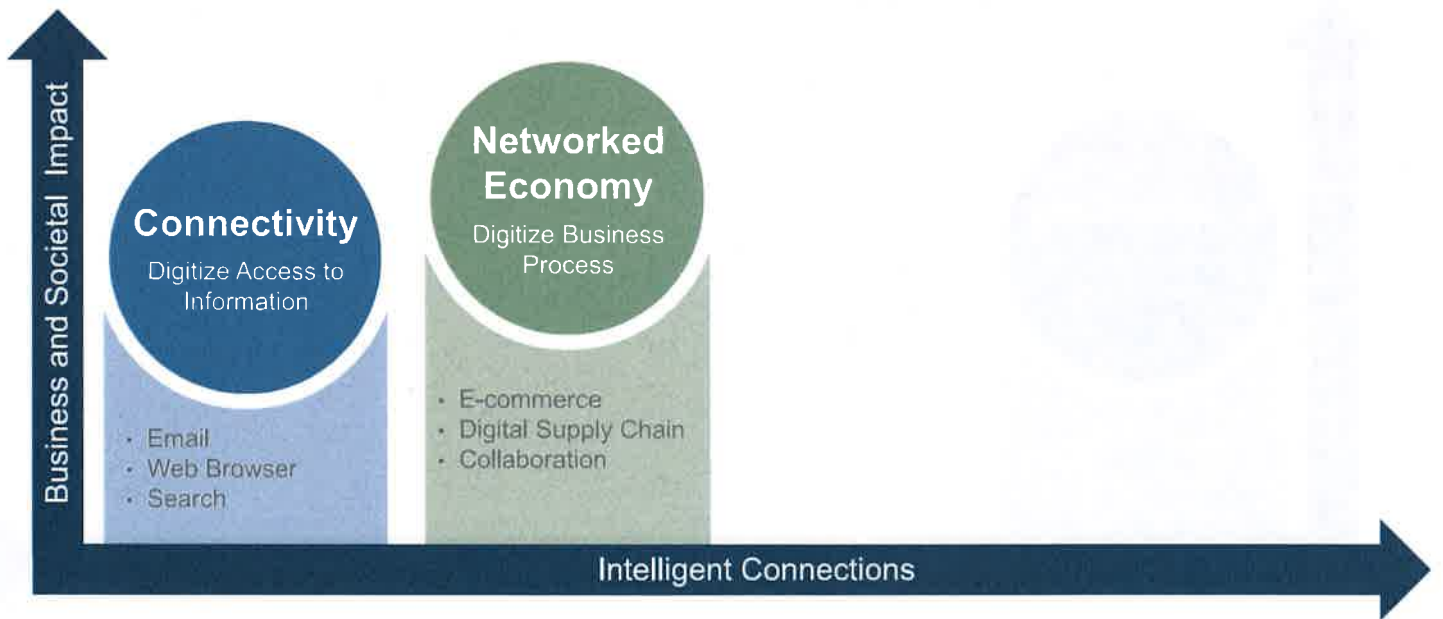 Business and Societal Impact
Connectivity
Digitize Access to
Information
• Email
• Web Browser
• Search
Networked
Economy
Digitize Business
Process
• E-commerce
• Digital Supply Chain
• Collaboration
Intelligent Connections